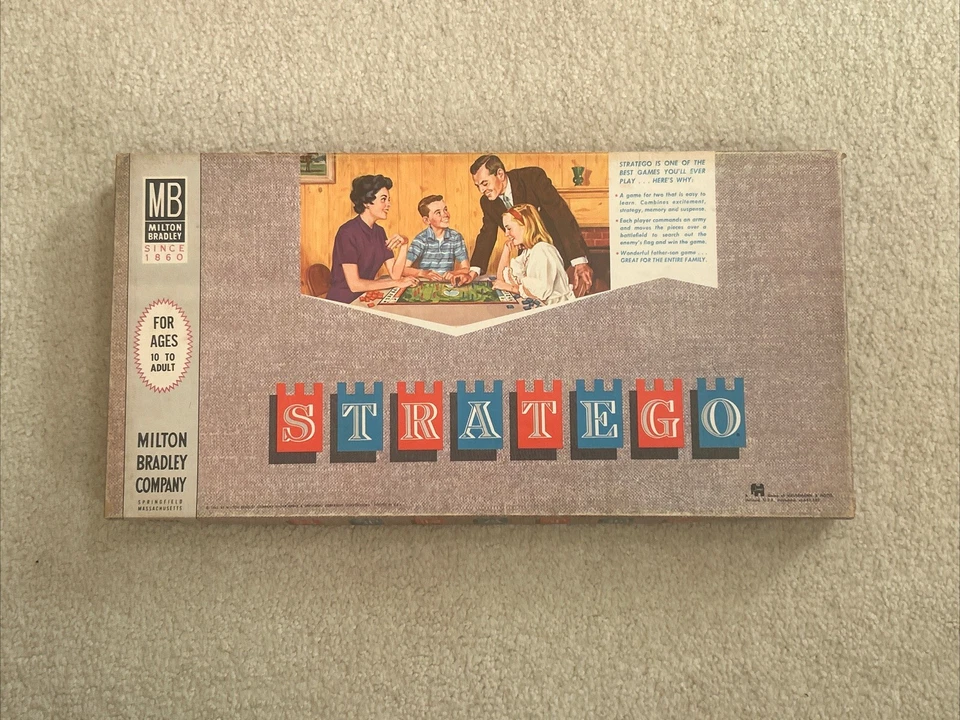 MB
MILTON
BRADLEY
SINCE
1860
FOR
AGES
10 TO
ADULT
MILTON
BRADLEY
COMPANY
SPRINGFIELD
MASSACHUSETTS
STRATEGO IS ONE OF THE
BEST GAMES YOU'LL EVER
PLAY . . . HERE'S WHY:
• A game for two that is easy to
learn. Combines excitement,
strategy, memory and suspense.
• Each player commands an army
and moves the pieces over a
battlefield to search out the
enemy's flag and win the game.
• Wonderful father-son game . . .
GREAT FOR THE ENTIRE FAMILY.
STRATEGO